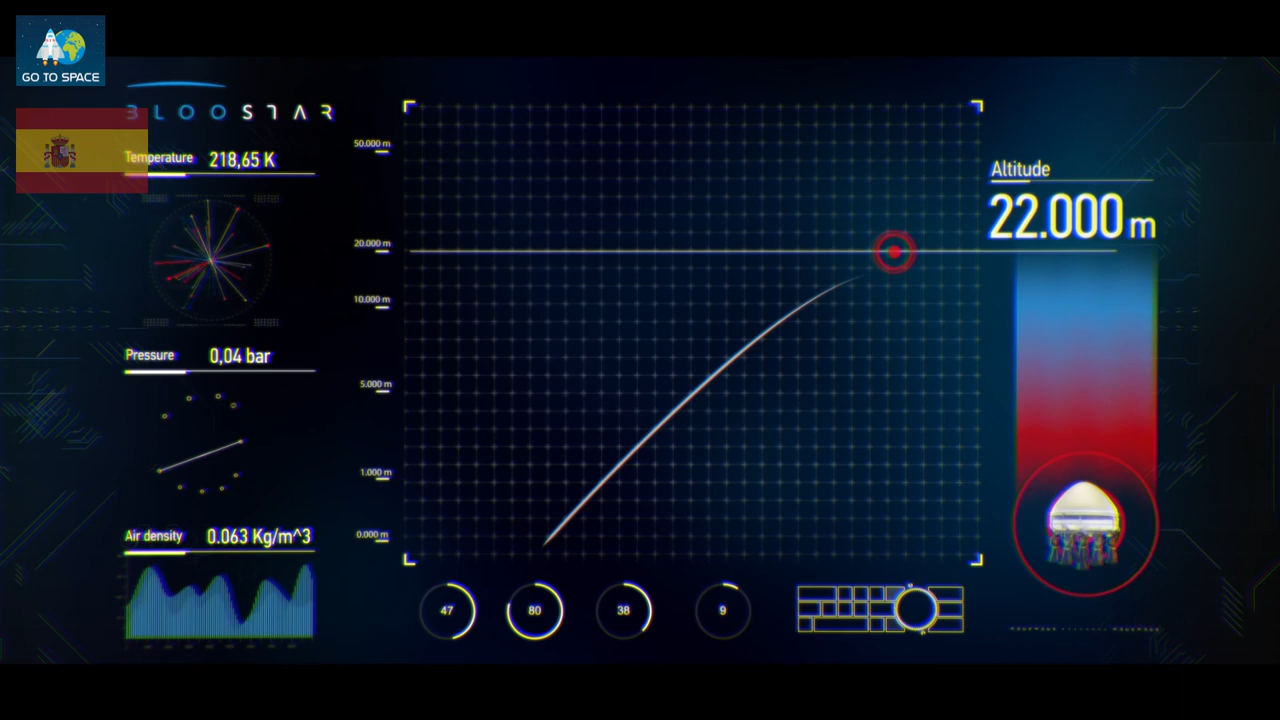 GO TO SPACE
BLOOSTAR
Temperature 218,65 K
Pressure 0,04 bar
Air density 0.063 Kg/m^3
50.000 m
20.000 m
10.000 m
5.000 m
1.000 m
0.000 m
47
80
38
9
Altitude
22.000 m